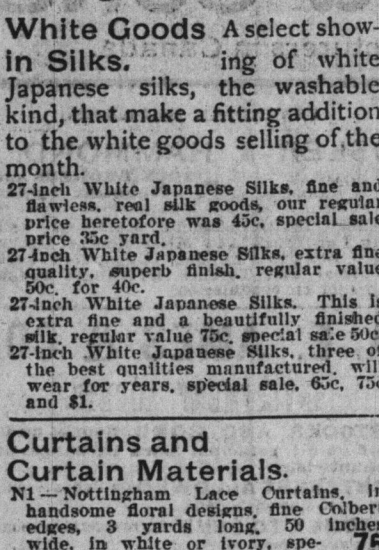 White Goods A select show-
in Silks. ing of white
Japanese silks, the washable
kind, that make a fitting addition
to the white goods selling of the
month.
27-inch White Japanese Silks, fine and
flawless, real silk goods, our regular
price heretofore was 45c, special sale
price 35c yard.
27-inch White Japanese Silks, extra fine
quality, superb finish, regular value
50c, for 40c.
27-inch White Japanese Silks. This is
extra fine and a beautifully finished
silk, regular value 75c, special sale 50c
27-inch White Japanese Silks, three of
the best qualities manufactured, will
wear for years, special sale, 65c, 75c
and $1.
Curtains and
Curtain Materials.
N1—Nottingham Lace Curtains, in
handsome floral designs, fine Colber
edges, 3 yards long, 50 inches
wide, in white or ivory, spe- 75